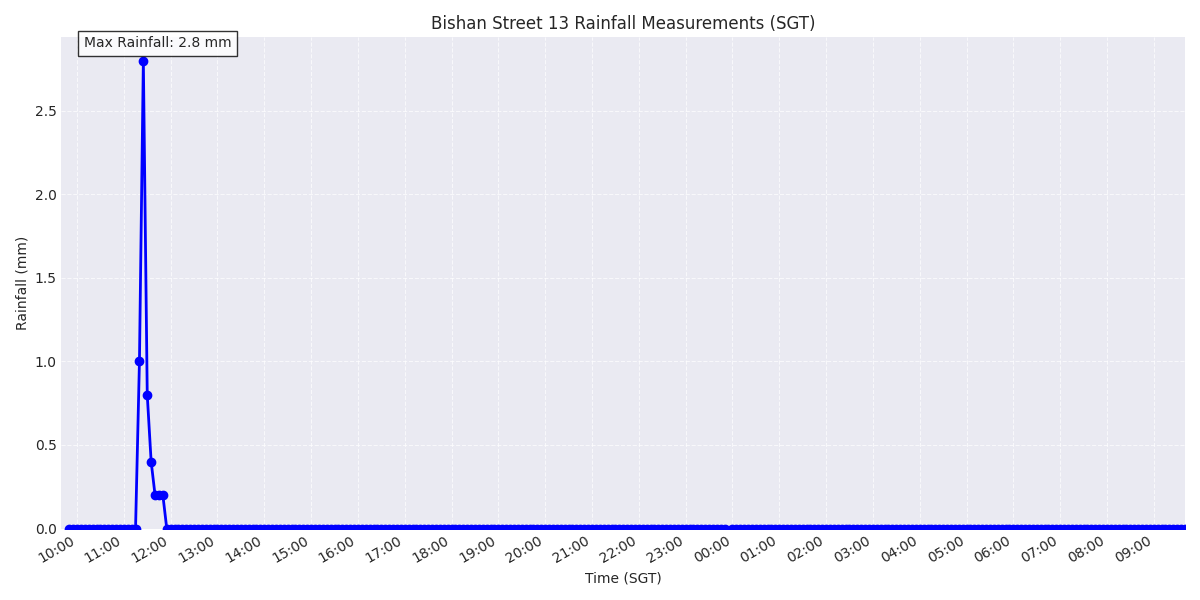 Bishan Street 13 Rainfall Measurements (SGT)
Max Rainfall: 2.8 mm
Rainfall (mm)
2.5
2.0
1.5
1.0
0.5
0.0
10:00 11:00 12:00 13:00 14:00 15:00 16:00 17:00 18:00 19:00 20:00 21:00 22:00 23:00 00:00 01:00 02:00 03:00 04:00 05:00 06:00 07:00 08:00 09:00
Time (SGT)